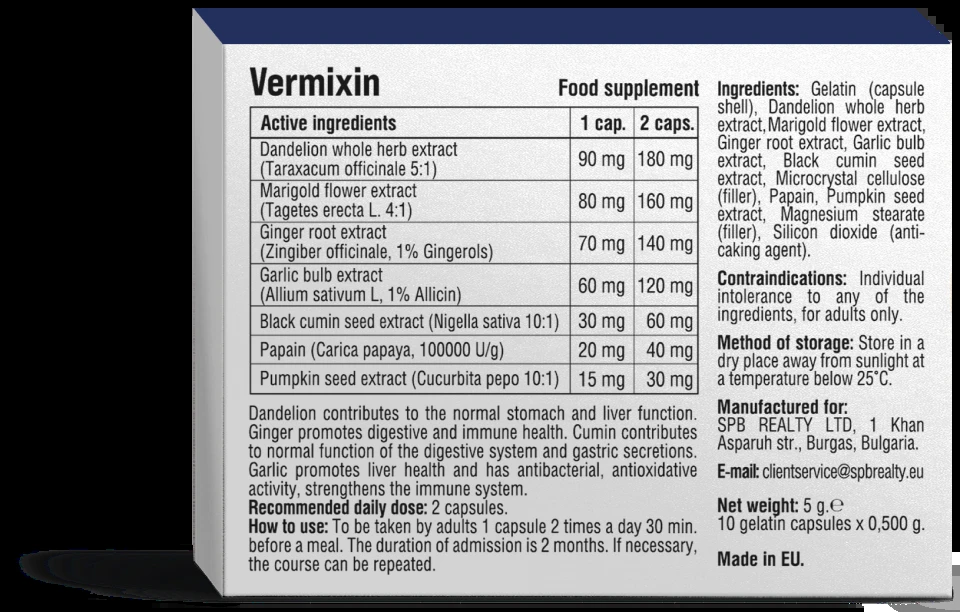 Vermixin
Food supplement
Active ingredients 1 cap. 2 caps.
Dandelion whole herb extract
(Taraxacum officinale 5:1) 90 mg 180 mg
Marigold flower extract
(Tagetes erecta L. 4:1) 80 mg 160 mg
Ginger root extract
(Zingiber officinale, 1% Gingerols) 70 mg 140 mg
Garlic bulb extract
(Allium sativum L, 1% Allicin) 60 mg 120 mg
Black cumin seed extract (Nigella sativa 10:1) 30 mg 60 mg
Papain (Carica papaya, 100000 U/g) 20 mg 40 mg
Pumpkin seed extract (Cucurbita pepo 10:1) 15 mg 30 mg
Dandelion contributes to the normal stomach and liver function.
Ginger promotes digestive and immune health. Cumin contributes
to normal function of the digestive system and gastric secretions.
Garlic promotes liver health and has antibacterial, antioxidative
activity, strengthens the immune system.
Recommended daily dose: 2 capsules.
How to use: To be taken by adults 1 capsule 2 times a day 30 min.
before a meal. The duration of admission is 2 months. If necessary,
the course can be repeated.
Ingredients: Gelatin (capsule
shell), Dandelion whole herb
extract, Marigold flower extract,
Ginger root extract, Garlic bulb
extract, Black cumin seed
extract, Microcrystal cellulose
(filler), Papain, Pumpkin seed
extract, Magnesium stearate
(filler), Silicon dioxide (anti-
caking agent).
Contraindications: Individual
intolerance to any of the
ingredients, for adults only.
Method of storage: Store in a
dry place away from sunlight at
a temperature below 25˚C.
Manufactured for:
SPB REALTY LTD, 1 Khan
Asparuh str., Burgas, Bulgaria.
E-mail: clientservice@spbrealty.eu
Net weight: 5 g.℮
10 gelatin capsules x 0,500 g.
Made in EU.